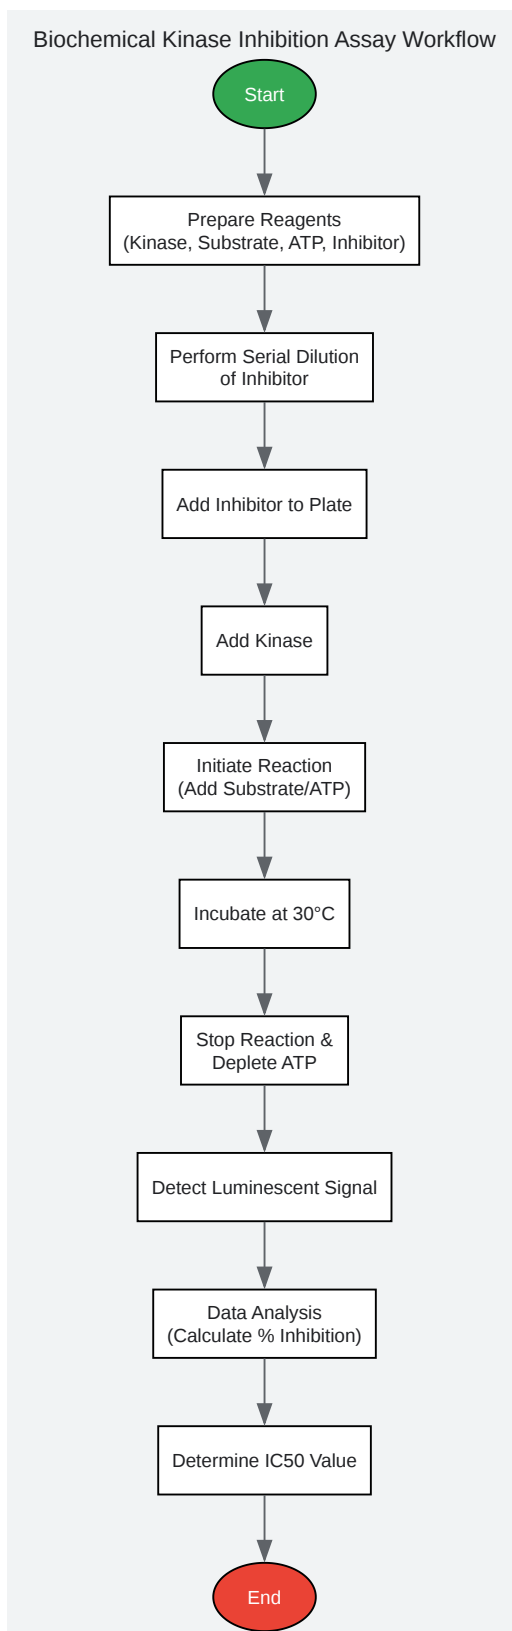 Biochemical Kinase Inhibition Assay Workflow
Start
Prepare Reagents
(Kinase, Substrate, ATP, Inhibitor)
Perform Serial Dilution
of Inhibitor
Add Inhibitor to Plate
Add Kinase
Initiate Reaction
(Add Substrate/ATP)
Incubate at 30°C
Stop Reaction &
Deplete ATP
Detect Luminescent Signal
Data Analysis
(Calculate % Inhibition)
Determine IC50 Value
End